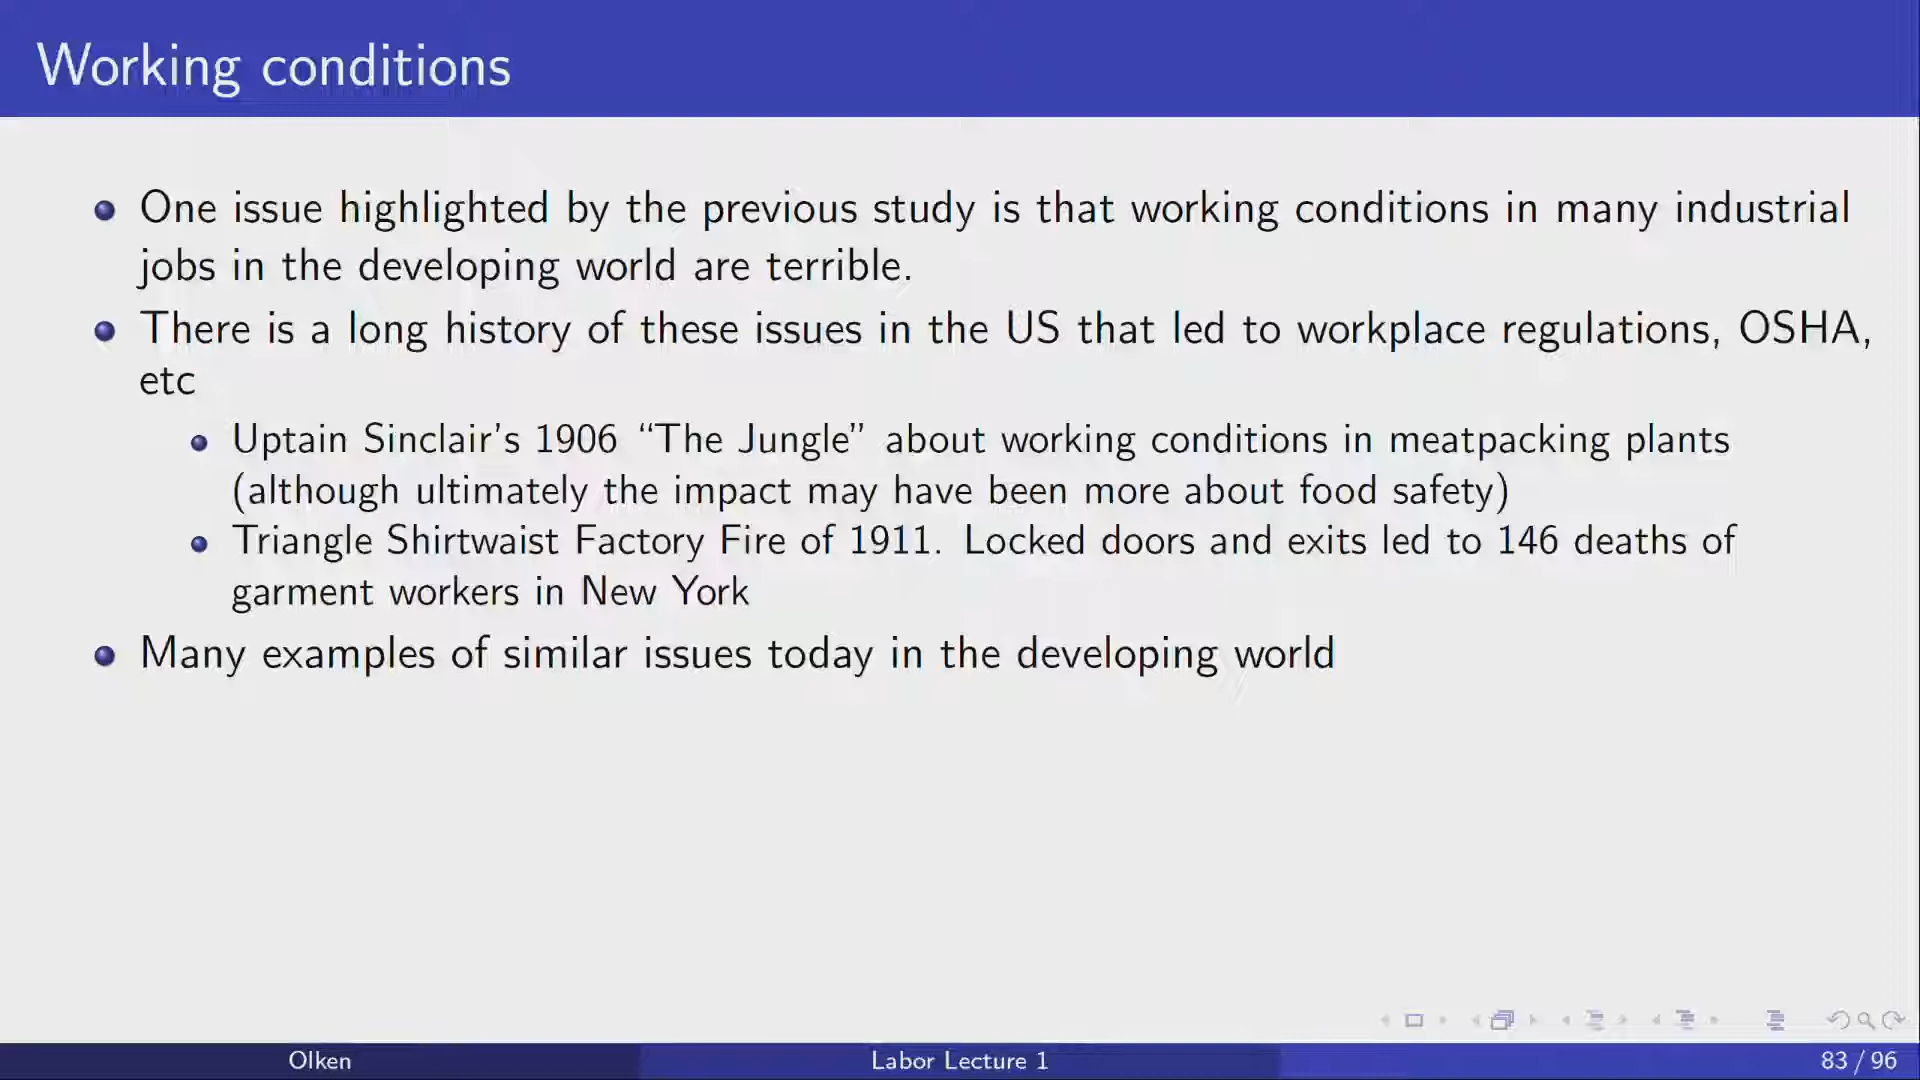 Working conditions
One issue highlighted by the previous study is that working conditions in many industrial
jobs in the developing world are terrible.
There is a long history of these issues in the US that led to workplace regulations, OSHA,
etc
Uptain Sinclair's 1906 “The Jungle” about working conditions in meatpacking plants
(although ultimately the impact may have been more about food safety)
Triangle Shirtwaist Factory Fire of 1911. Locked doors and exits led to 146 deaths of
garment workers in New York
Many examples of similar issues today in the developing world
Olken
Labor Lecture 1
83 / 96